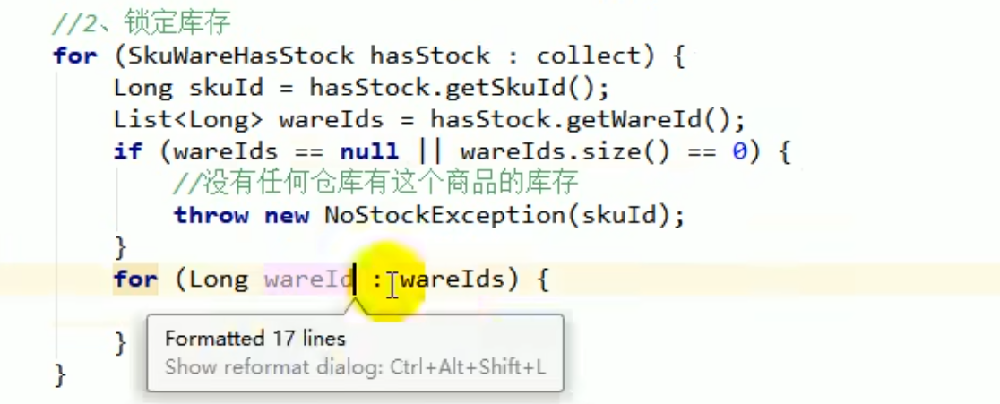 //2、锁定库存
for (SkuWareHasStock hasStock : collect) {
Long skuId = hasStock.getSkuId();
List<Long> wareIds = hasStock.getWareId();
if (wareIds == null || wareIds.size() == 0) {
//没有任何仓库有这个商品的库存
throw new NoStockException(skuId);
}
for (Long wareId : wareIds) {
Formatted 17 lines
Show reformat dialog: Ctrl+Alt+Shift+L
}
}